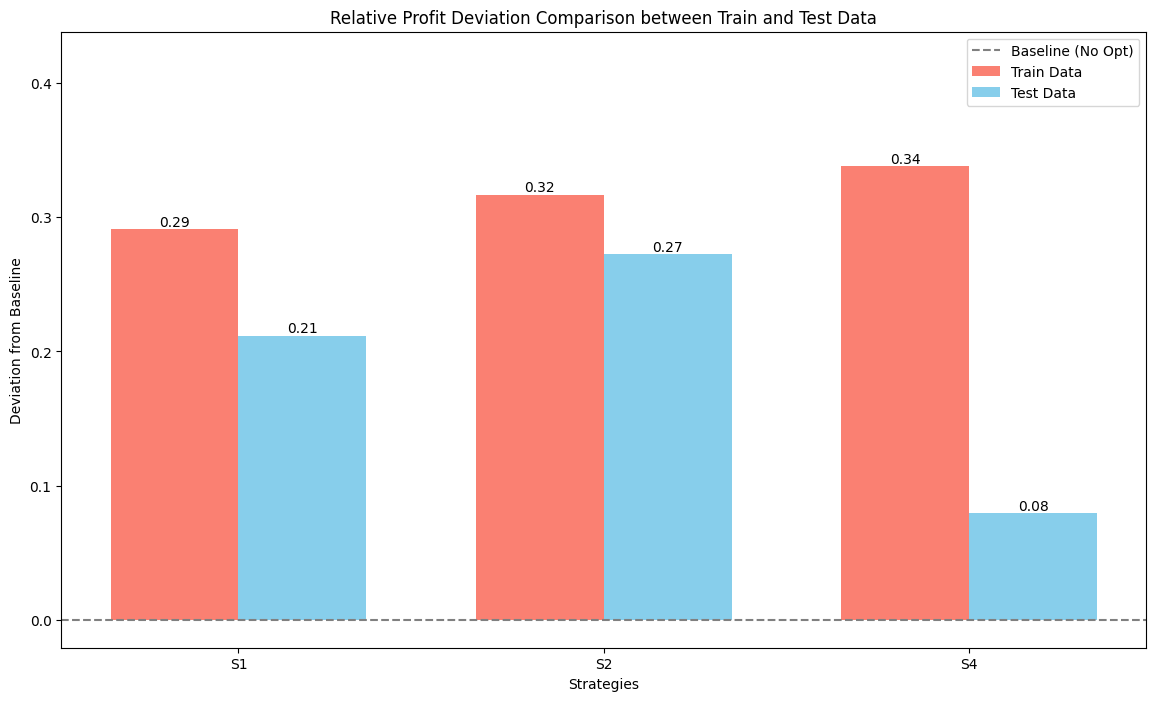 Relative Profit Deviation Comparison between Train and Test Data
Baseline (No Opt)
Train Data
Test Data
Deviation from Baseline
0.4
0.3
0.2
0.1
0.0
0.29
0.21
0.32
0.27
0.34
0.08
S1
S2
S4
Strategies